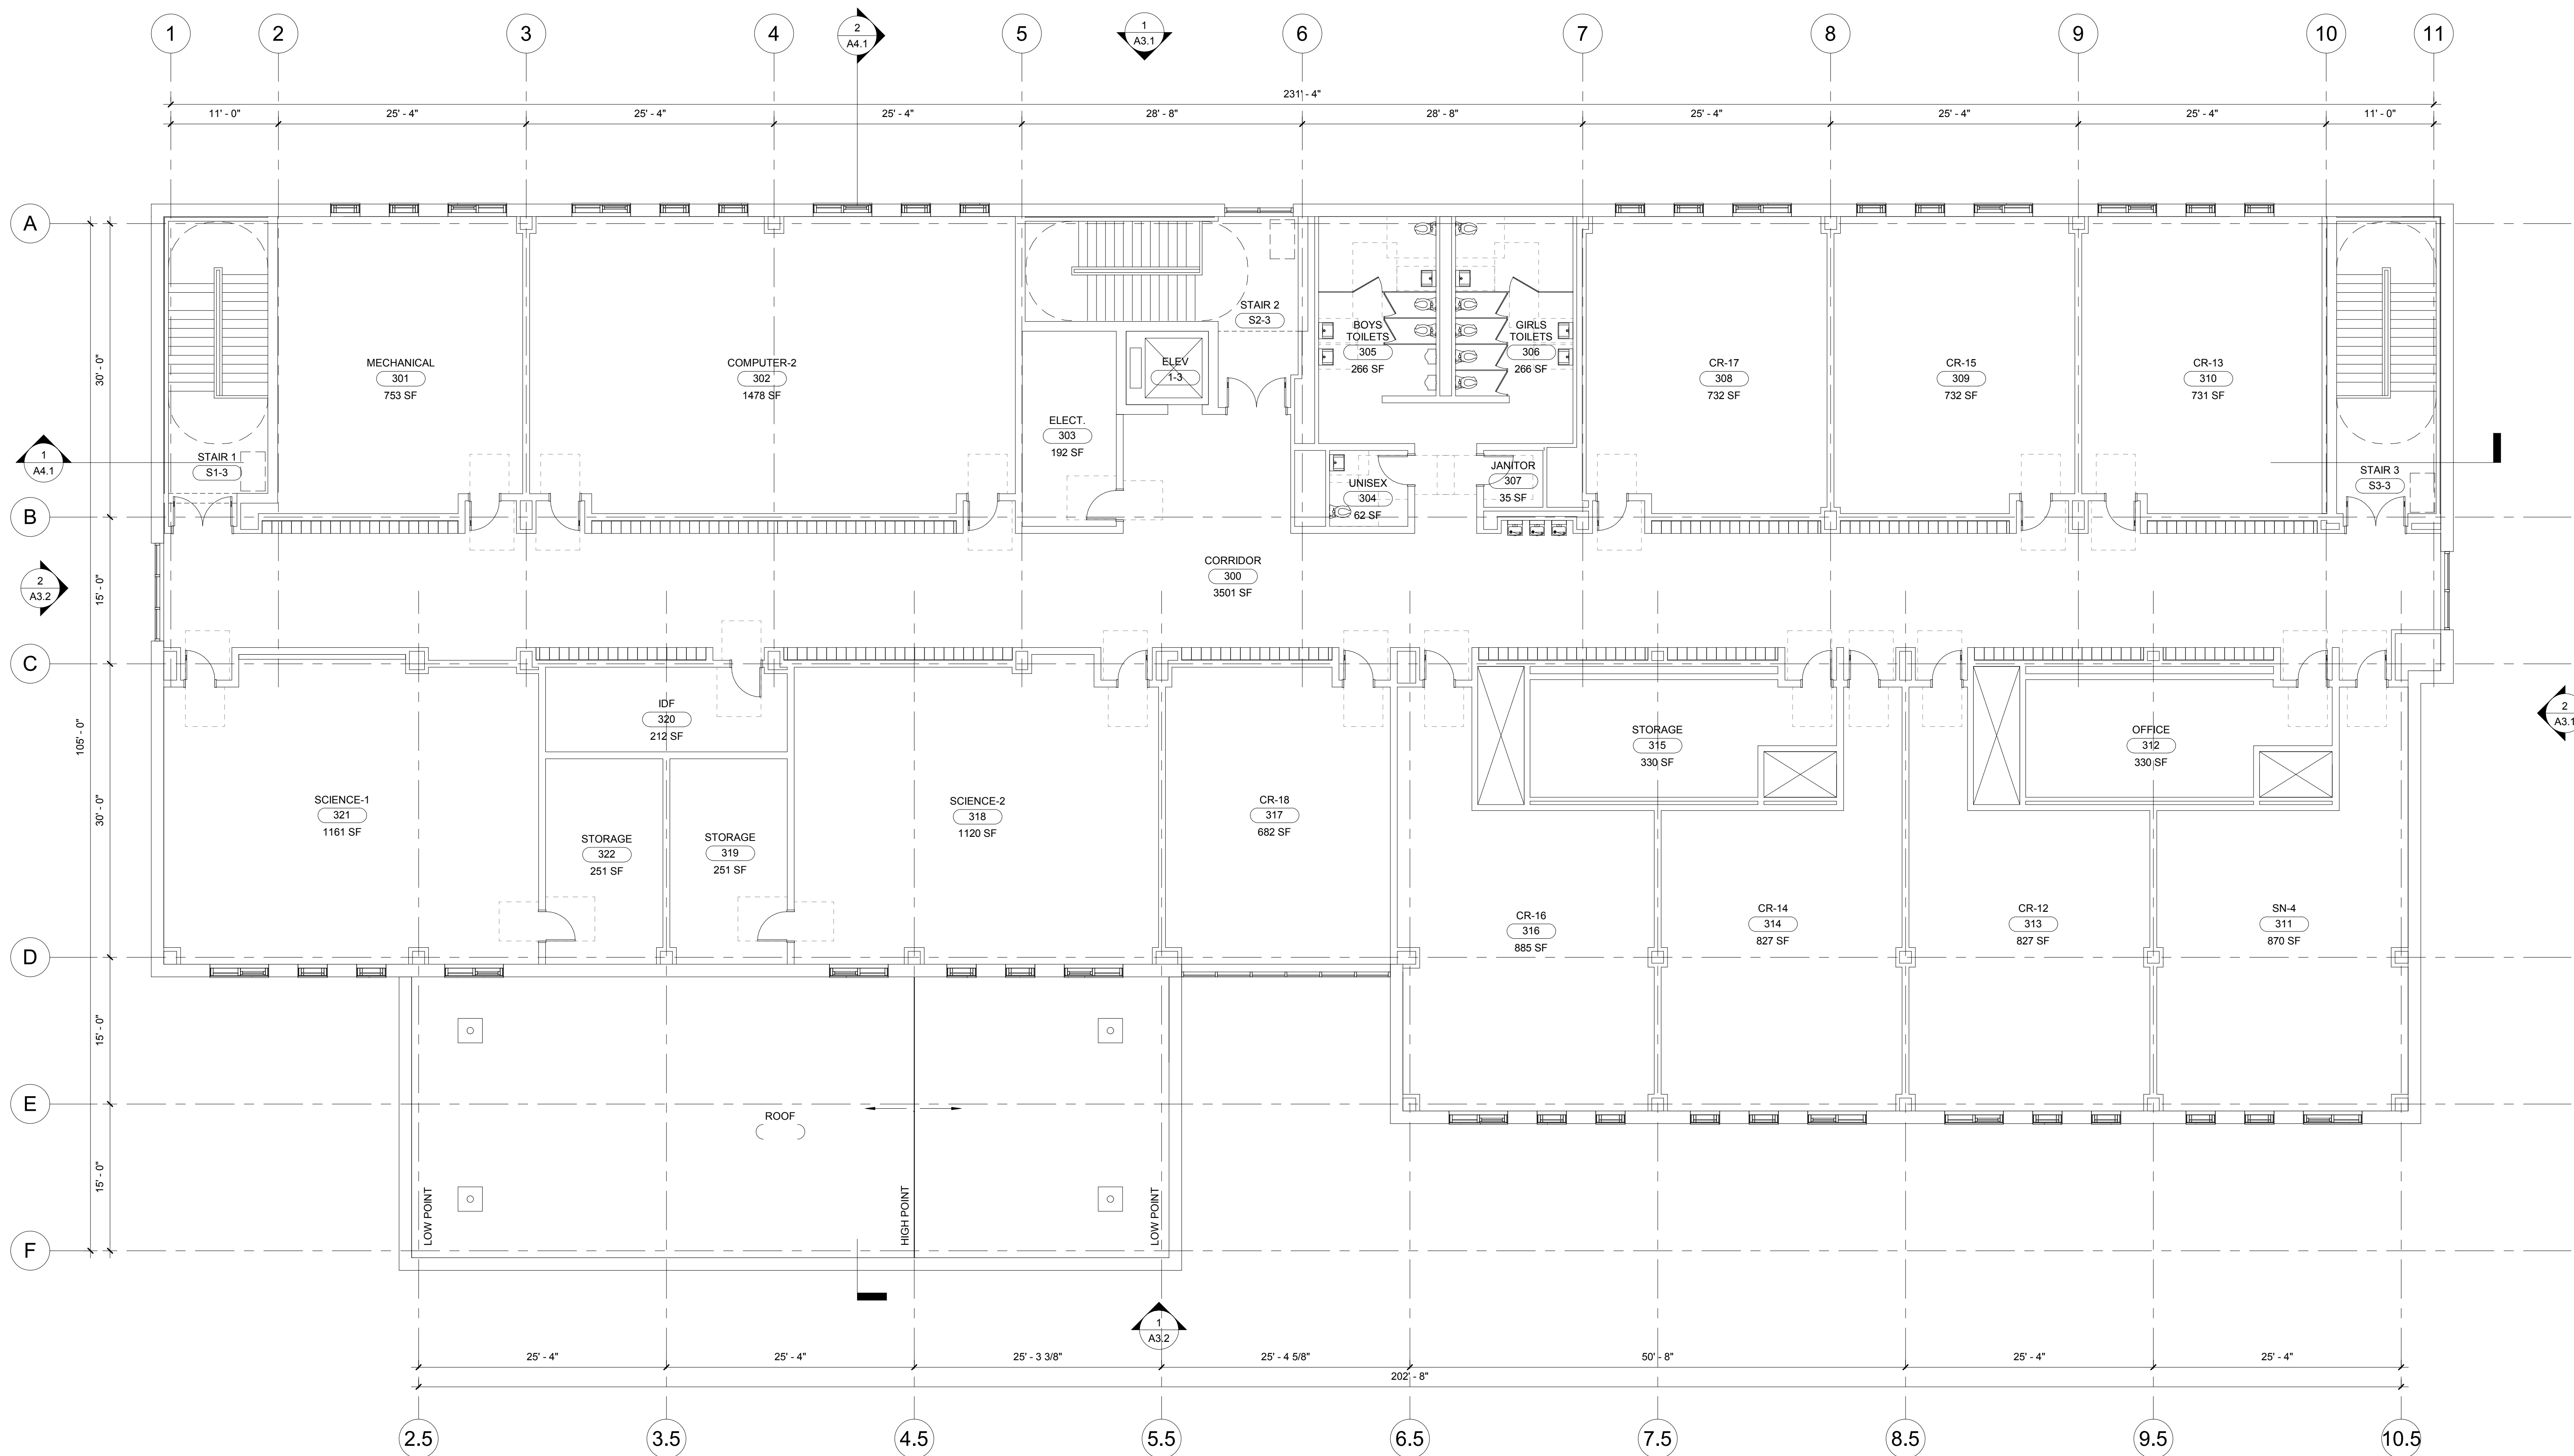 1
2
3
4
5
6
7
8
9
10
11
2
A4.1
1
A3.1
231' - 4"
11' - 0"
25' - 4"
25' - 4"
25' - 4"
28' - 8"
28' - 8"
25' - 4"
25' - 4"
25' - 4"
11' - 0"
A
B
C
D
E
F
30' - 0"
15' - 0"
105' - 0"
30' - 0"
15' - 0"
15' - 0"
1
A4.1
2
A3.2
2
A3.1
STAIR 1
S1-3
MECHANICAL
301
753 SF
COMPUTER-2
302
1478 SF
ELECT.
303
192 SF
ELEV
1-3
STAIR 2
S2-3
BOYS
TOILETS
305
266 SF
GIRLS
TOILETS
306
266 SF
UNISEX
304
62 SF
JANITOR
307
35 SF
CR-17
308
732 SF
CR-15
309
732 SF
CR-13
310
731 SF
STAIR 3
S3-3
CORRIDOR
300
3501 SF
SCIENCE-1
321
1161 SF
IDF
320
212 SF
STORAGE
322
251 SF
STORAGE
319
251 SF
SCIENCE-2
318
1120 SF
CR-18
317
682 SF
STORAGE
315
330 SF
OFFICE
312
330 SF
CR-16
316
885 SF
CR-14
314
827 SF
CR-12
313
827 SF
SN-4
311
870 SF
ROOF
LOW POINT
HIGH POINT
LOW POINT
1
A3.2
25' - 4"
25' - 4"
25' - 3 3/8"
25' - 4 5/8"
50' - 8"
25' - 4"
25' - 4"
202' - 8"
2.5
3.5
4.5
5.5
6.5
7.5
8.5
9.5
10.5